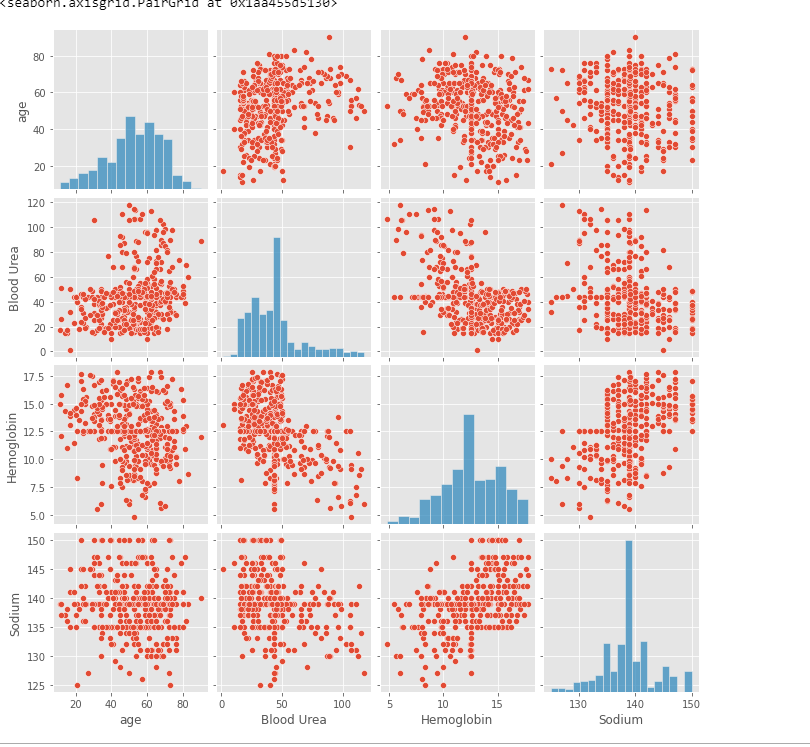 <seaborn.axisgrid.PairGrid at 0x1aa455d5130>
80
60
40
20
age
120
100
80
60
40
20
0
Blood Urea
17.5
15.0
12.5
10.0
7.5
5.0
Hemoglobin
150
145
140
135
130
125
Sodium
20 40 60 80
0 50 100
5 10 15
130 140 150
age
Blood Urea
Hemoglobin
Sodium